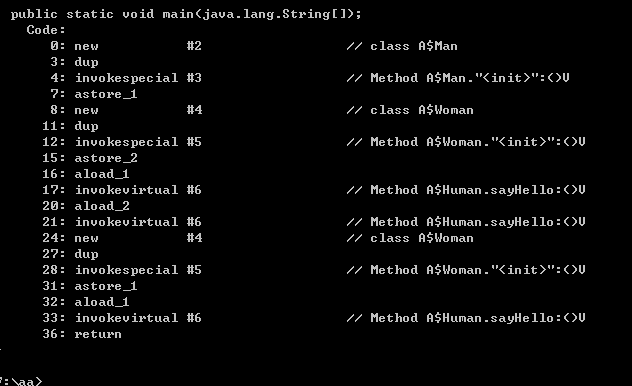 public static void main(java.lang.String[]);
Code:
0: new #2 // class A$Man
3: dup
4: invokespecial #3 // Method A$Man."<init>":()V
7: astore_1
8: new #4 // class A$Woman
11: dup
12: invokespecial #5 // Method A$Woman."<init>":()V
15: astore_2
16: aload_1
17: invokevirtual #6 // Method A$Human.sayHello:()V
20: aload_2
21: invokevirtual #6 // Method A$Human.sayHello:()V
24: new #4 // class A$Woman
27: dup
28: invokespecial #5 // Method A$Woman."<init>":()V
31: astore_1
32: aload_1
33: invokevirtual #6 // Method A$Human.sayHello:()V
36: return
:\aa>